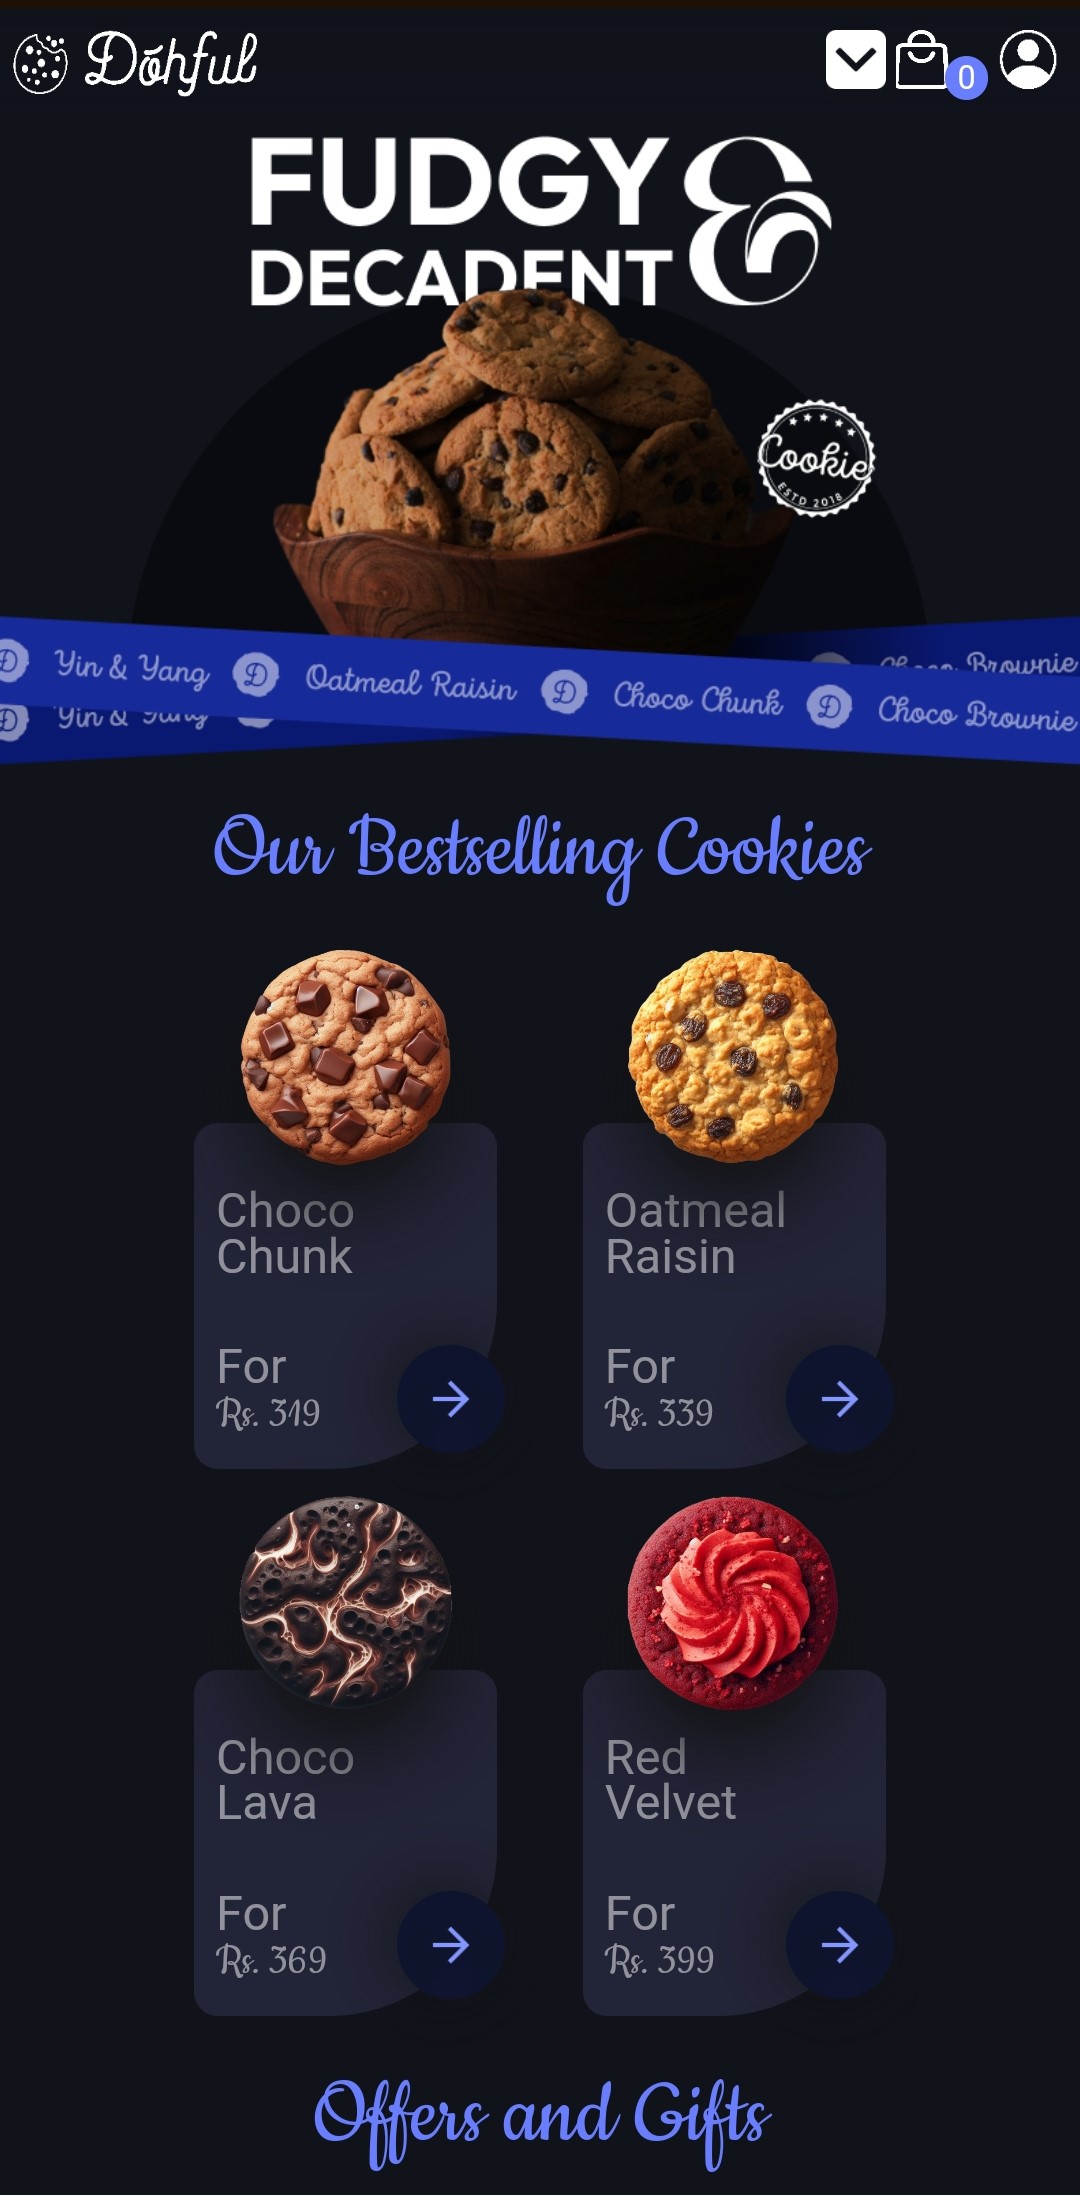 Dōhful
0
FUDGY &
DECADENT
Cookie
ESTD 2018
D Yin & Yang D Oatmeal Raisin D Choco Chunk D Choco Brownie
Choco Brownie
D Yin & Yang
Our Bestselling Cookies
Choco
Chunk
For
Rs. 319
Oatmeal
Raisin
For
Rs. 339
Choco
Lava
For
Rs. 369
Red
Velvet
For
Rs. 399
Offers and Gifts